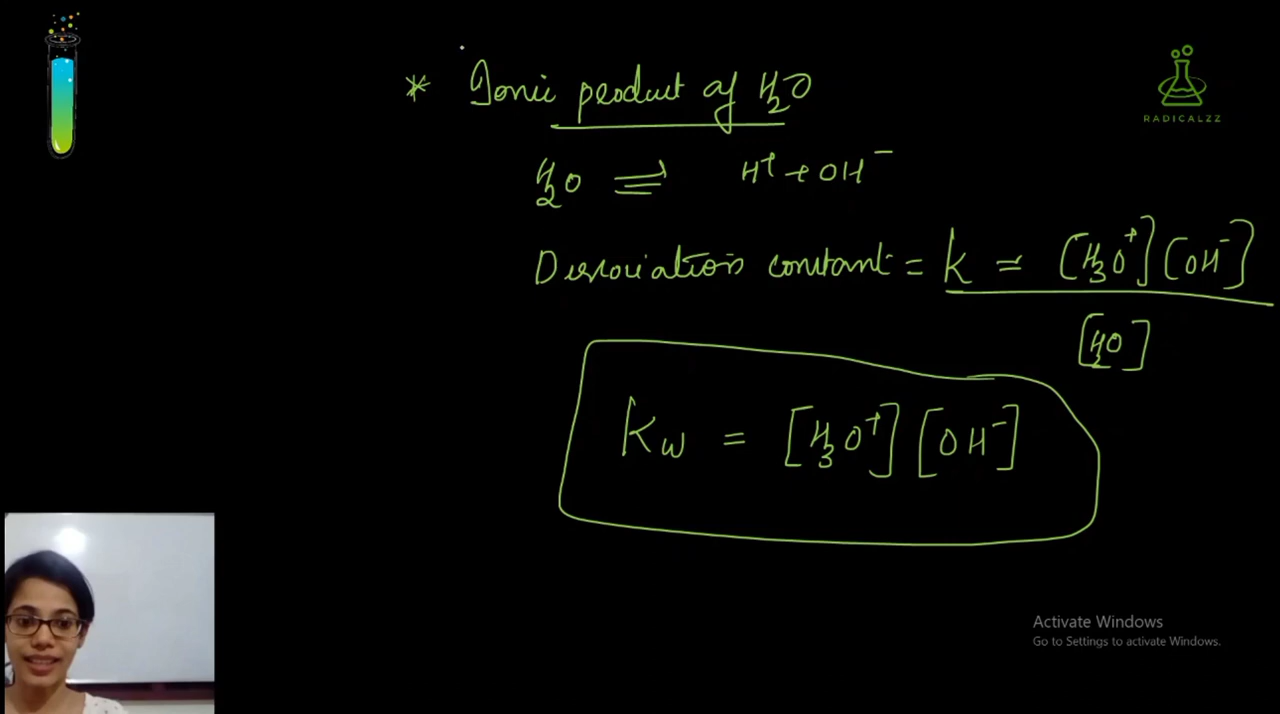 * Ionic product of H₂O
RADICALZZ
H₂O ⇌ H⁺ + OH⁻
Dissociation constant = K = [H₃O⁺][OH⁻]
[H₂O]
Kw = [H₃O⁺][OH⁻]
Activate Windows
Go to Settings to activate Windows.